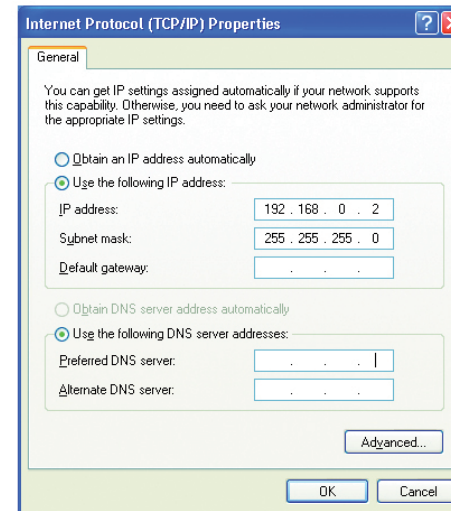 Internet Protocol (TCP/IP) Properties
General
You can get IP settings assigned automatically if your network supports
this capability. Otherwise, you need to ask your network administrator for
the appropriate IP settings.
Obtain an IP address automatically
Use the following IP address:
IP address: 192 . 168 . 0 . 2
Subnet mask: 255 . 255 . 255 . 0
Default gateway: . . .
Obtain DNS server address automatically
Use the following DNS server addresses:
Preferred DNS server: . . .
Alternate DNS server: . . .
Advanced...
OK Cancel